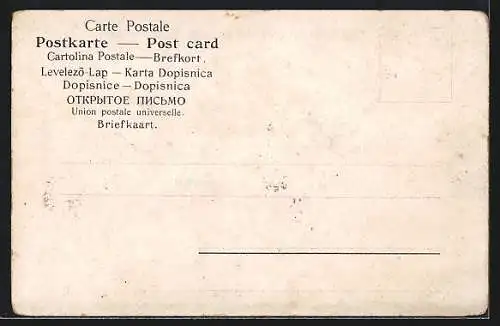 Carte Postale
Postkarte — Post card
Cartolina Postale—Brefkort.
Levelező-Lap — Karta Dopisnica
Dopisnice — Dopisnica
ОТКРЫТОЕ ПИСЬМО
Union postale universelle.
Briefkaart.